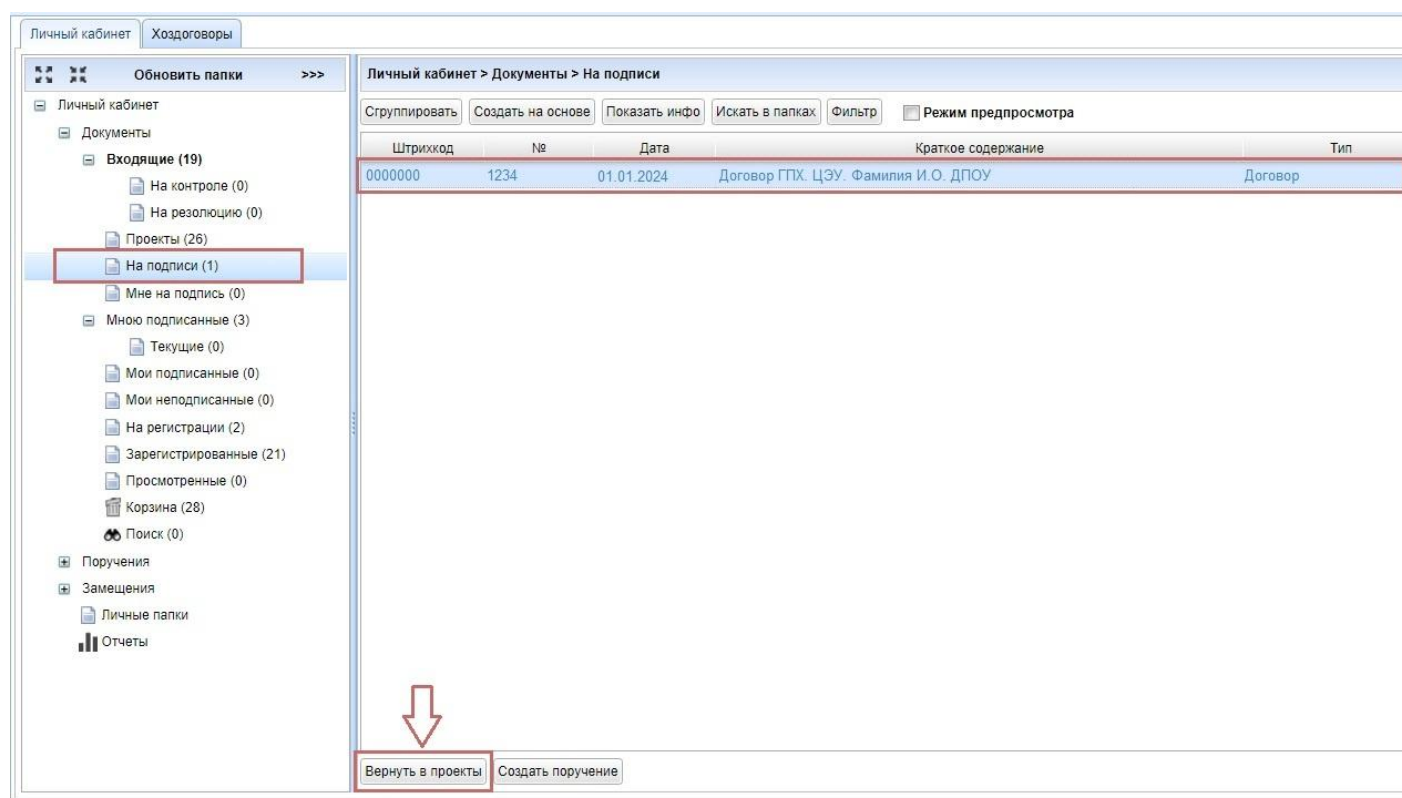 Личный кабинет Хоздоговоры
Обновить папки >>>
Личный кабинет
Документы
Входящие (19)
На контроле (0)
На резолюцию (0)
Проекты (26)
На подписи (1)
Мне на подпись (0)
Мною подписанные (3)
Текущие (0)
Мои подписанные (0)
Мои неподписанные (0)
На регистрации (2)
Зарегистрированные (21)
Просмотренные (0)
Корзина (28)
Поиск (0)
Поручения
Замещения
Личные папки
Отчеты
Личный кабинет > Документы > На подписи
Сгруппировать Создать на основе Показать инфо Искать в папках Фильтр Режим предпросмотра
Штрихкод № Дата Краткое содержание Тип
0000000 1234 01.01.2024 Договор ГПХ. ЦЭУ. Фамилия И.О. ДПОУ Договор
Вернуть в проекты Создать поручение